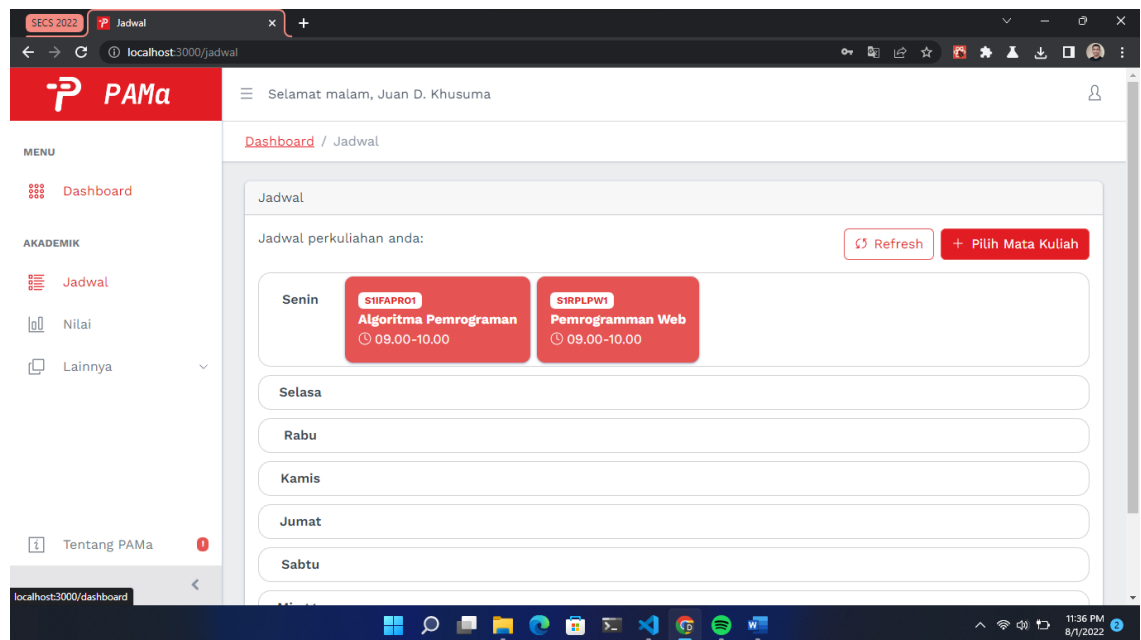 SECS 2022
Jadwal
localhost:3000/jadwal
PAMa
Selamat malam, Juan D. Khusuma
Dashboard / Jadwal
MENU
Dashboard
AKADEMIK
Jadwal
Nilai
Lainnya
Tentang PAMa
localhost:3000/dashboard
Jadwal
Jadwal perkuliahan anda:
Refresh
+ Pilih Mata Kuliah
Senin
S1IFAPRO1
Algoritma Pemrograman
09.00-10.00
S1RPLPW1
Pemrogramman Web
09.00-10.00
Selasa
Rabu
Kamis
Jumat
Sabtu
11:36 PM
8/1/2022
2